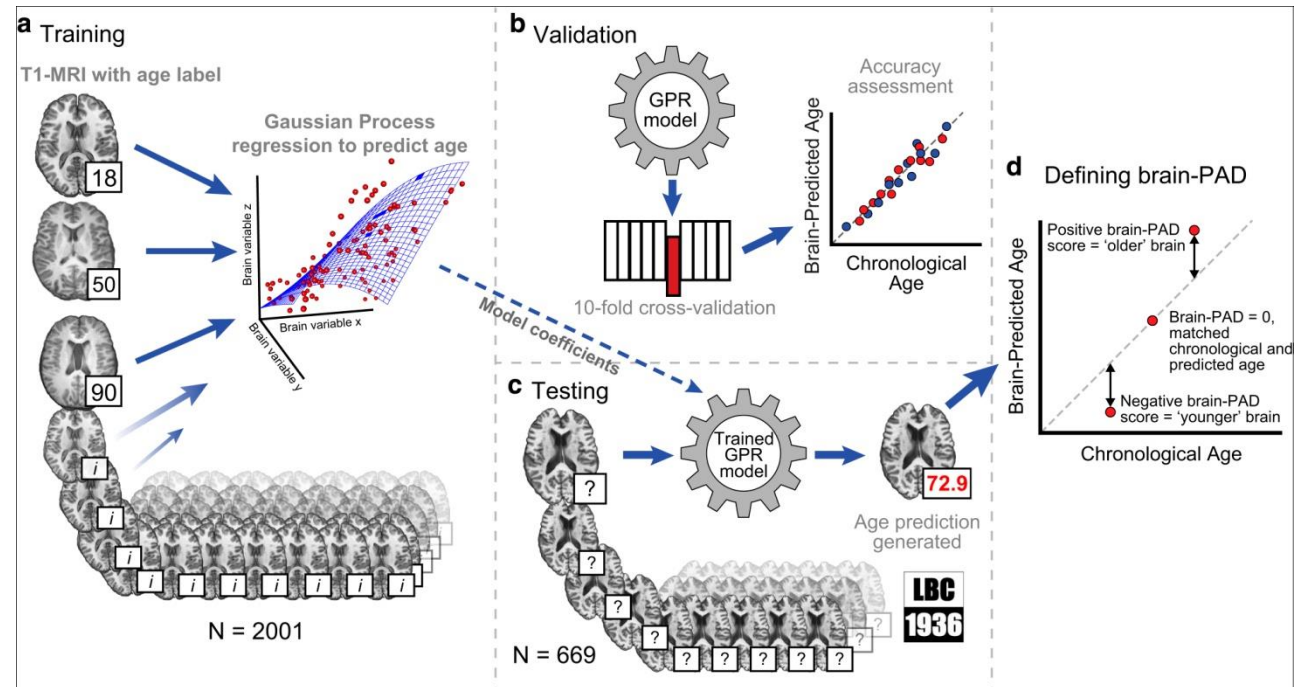 a Training
T1-MRI with age label
18
50
90
Gaussian Process
regression to predict age
Brain variable z
Brain variable x
Brain variable y
i
i
i
i
i
i
i
i
i
i
N = 2001
Model coefficients
b Validation
GPR
model
10-fold cross-validation
Accuracy
assessment
Brain-Predicted Age
Chronological
Age
c Testing
?
?
?
?
?
?
?
?
?
N = 669
Trained
GPR
model
72.9
Age prediction
generated
LBC
1936
d Defining brain-PAD
Brain-Predicted Age
Positive brain-PAD
score = ‘older’ brain
Brain-PAD = 0,
matched
chronological and
predicted age
Negative brain-PAD
score = ‘younger’ brain
Chronological Age